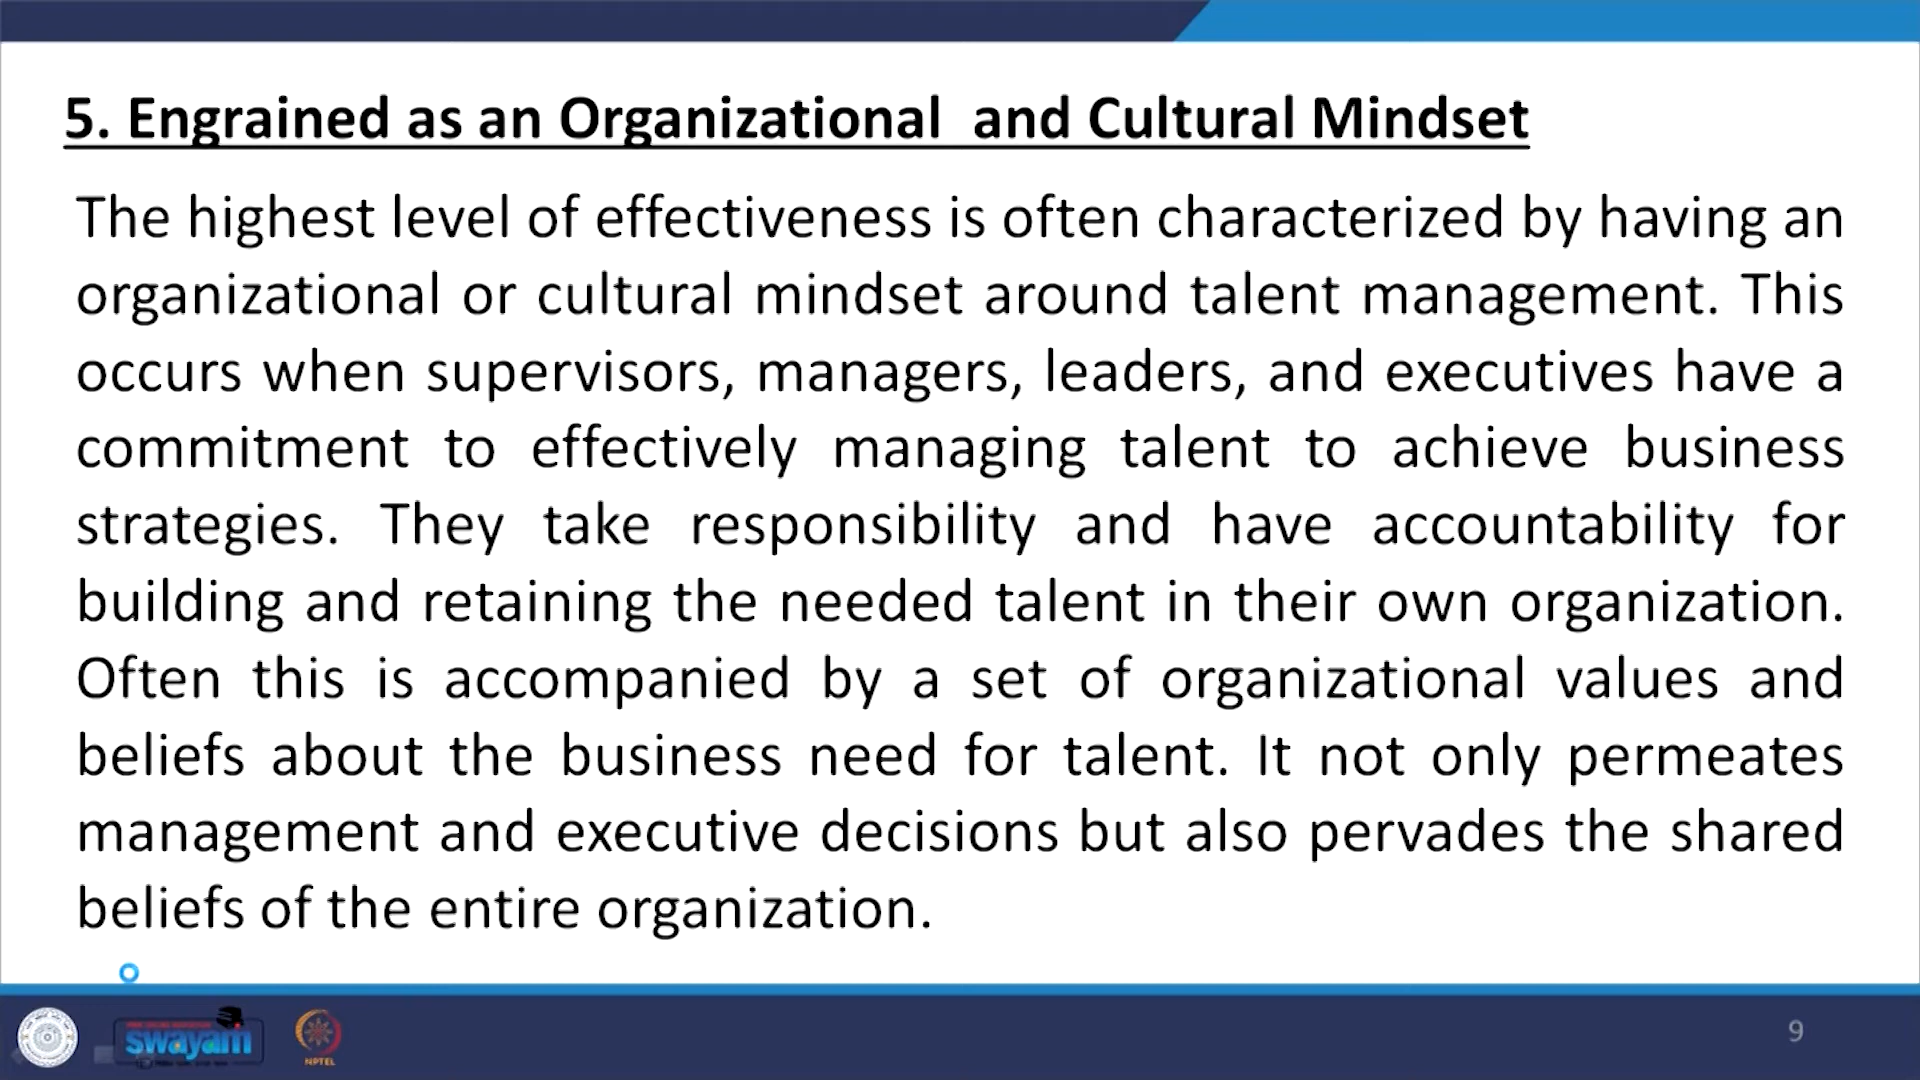 5. Engrained as an Organizational and Cultural Mindset
The highest level of effectiveness is often characterized by having an
organizational or cultural mindset around talent management. This
occurs when supervisors, managers, leaders, and executives have a
commitment to effectively managing talent to achieve business
strategies. They take responsibility and have accountability for
building and retaining the needed talent in their own organization.
Often this is accompanied by a set of organizational values and
beliefs about the business need for talent. It not only permeates
management and executive decisions but also pervades the shared
beliefs of the entire organization.
swayam
NPTEL
9